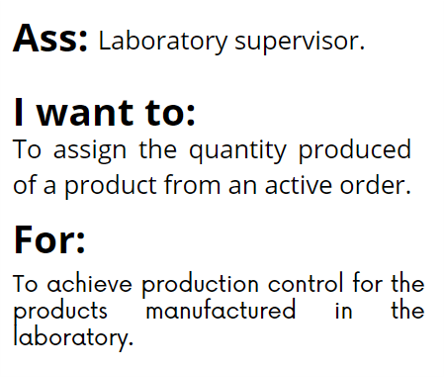 Ass: Laboratory supervisor.
I want to:
To assign the quantity produced
of a product from an active order.
For:
To achieve production control for the
products manufactured in the
laboratory.